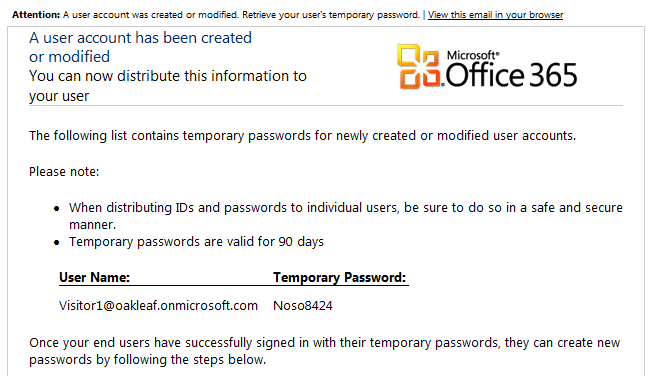 Attention: A user account was created or modified. Retrieve your user's temporary password. | View this email in your browser
A user account has been created
or modified
You can now distribute this information to
your user
Microsoft®
Office 365
The following list contains temporary passwords for newly created or modified user accounts.
Please note:
• When distributing IDs and passwords to individual users, be sure to do so in a safe and secure
manner.
• Temporary passwords are valid for 90 days
User Name: Temporary Password:
Visitor1@oakleaf.onmicrosoft.com Noso8424
Once your end users have successfully signed in with their temporary passwords, they can create new
passwords by following the steps below.